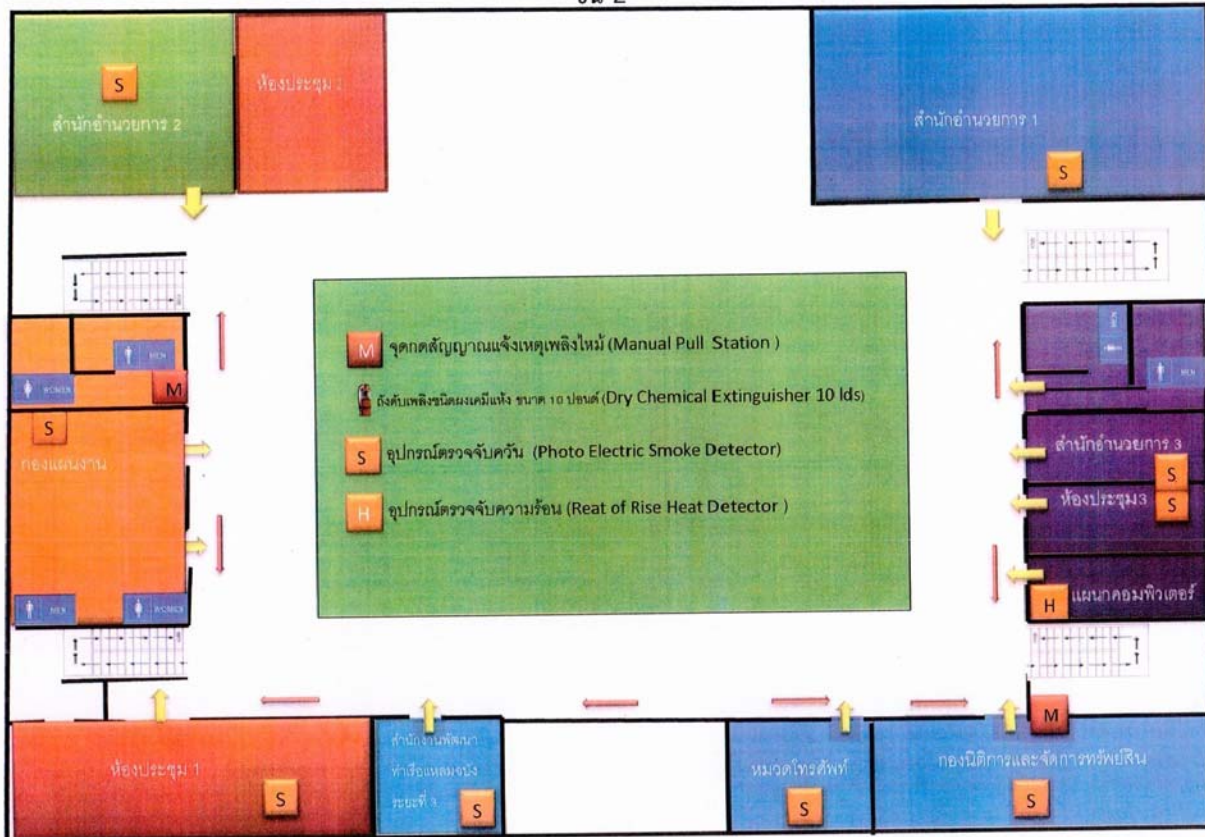 ชั้น 2
S
สำนักอำนวยการ 2
ห้องประชุม 2
สำนักอำนวยการ 1
S
M จุดกดสัญญาณแจ้งเหตุเพลิงไหม้ (Manual Pull Station )
ถังดับเพลิงชนิดผงเคมีแห้ง ขนาด 10 ปอนด์ (Dry Chemical Extinguisher 10 lds)
S อุปกรณ์ตรวจจับควัน (Photo Electric Smoke Detector)
H อุปกรณ์ตรวจจับความร้อน (Reat of Rise Heat Detector )
MEN
WOMEN
M
S
กองแผนงาน
MEN
WOMEN
MEN
MEN
สำนักอำนวยการ 3
S
ห้องประชุม3
S
แผนกคอมพิวเตอร์
H
M
ห้องประชุม 1
S
สำนักงานพัฒนา
ท่าเรือแหลมฉบัง
ระยะที่ 3
S
หมวดโทรศัพท์
S
กองนิติการและจัดการทรัพย์สิน
S